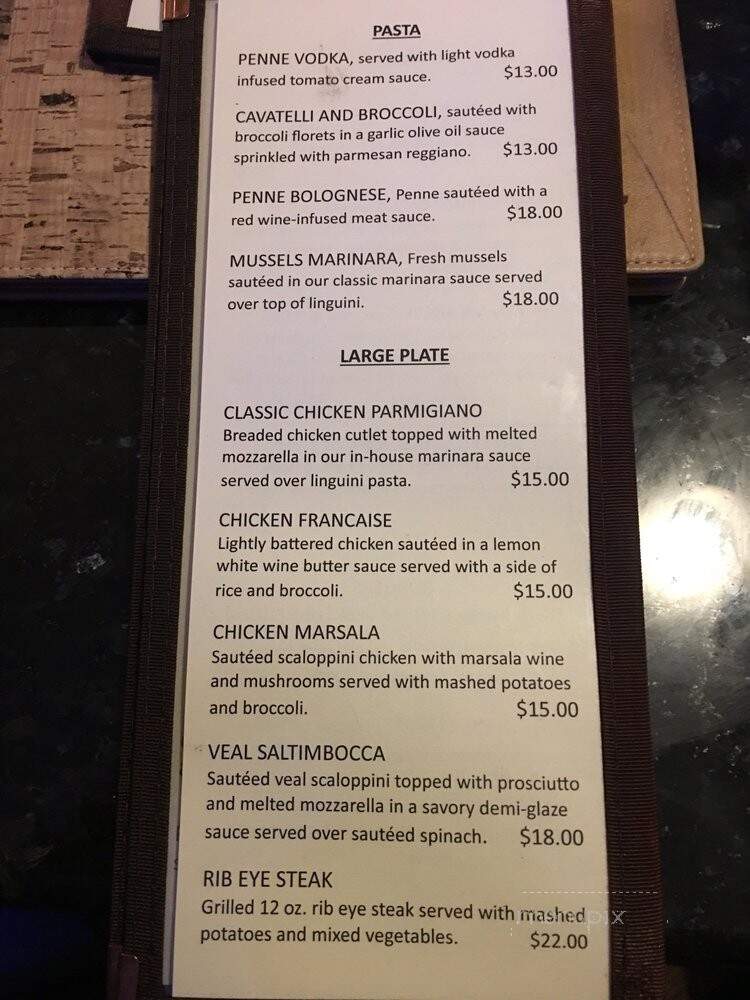 PASTA
PENNE VODKA, served with light vodka
infused tomato cream sauce. $13.00
CAVATELLI AND BROCCOLI, sautéed with
broccoli florets in a garlic olive oil sauce
sprinkled with parmesan reggiano. $13.00
PENNE BOLOGNESE, Penne sautéed with a
red wine-infused meat sauce. $18.00
MUSSELS MARINARA, Fresh mussels
sautéed in our classic marinara sauce served
over top of linguini. $18.00
LARGE PLATE
CLASSIC CHICKEN PARMIGIANO
Breaded chicken cutlet topped with melted
mozzarella in our in-house marinara sauce
served over linguini pasta. $15.00
CHICKEN FRANCAISE
Lightly battered chicken sautéed in a lemon
white wine butter sauce served with a side of
rice and broccoli. $15.00
CHICKEN MARSALA
Sautéed scaloppini chicken with marsala wine
and mushrooms served with mashed potatoes
and broccoli. $15.00
VEAL SALTIMBOCCA
Sautéed veal scaloppini topped with prosciutto
and melted mozzarella in a savory demi-glaze
sauce served over sautéed spinach. $18.00
RIB EYE STEAK
Grilled 12 oz. rib eye steak served with mashed
potatoes and mixed vegetables. $22.00